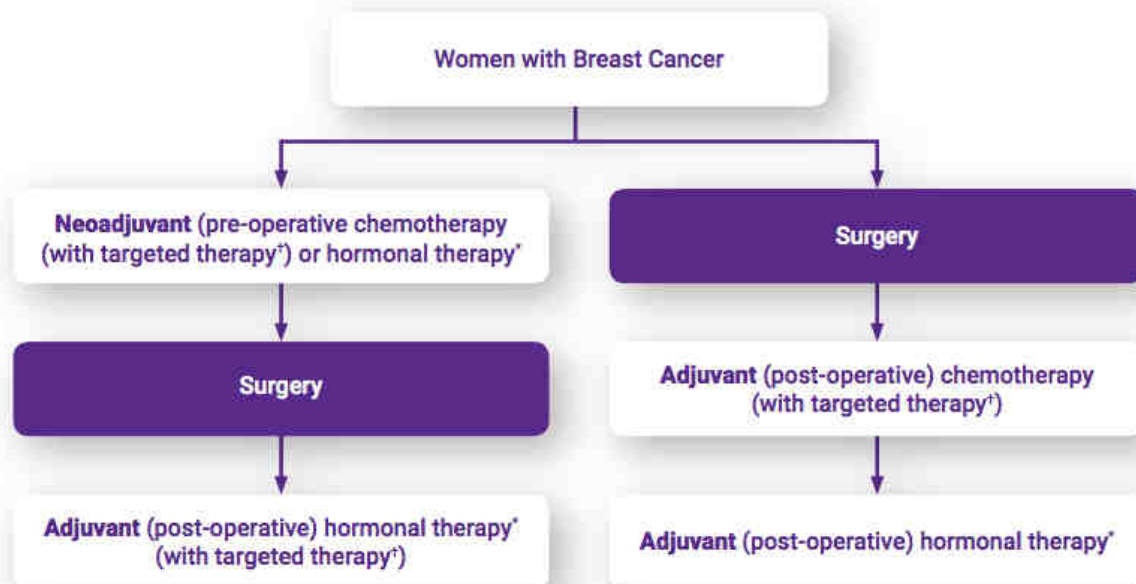 Women with Breast Cancer
Neoadjuvant (pre-operative chemotherapy
(with targeted therapy†) or hormonal therapy*
Surgery
Adjuvant (post-operative) hormonal therapy*
(with targeted therapy†)
Surgery
Adjuvant (post-operative) chemotherapy
(with targeted therapy†)
Adjuvant (post-operative) hormonal therapy*